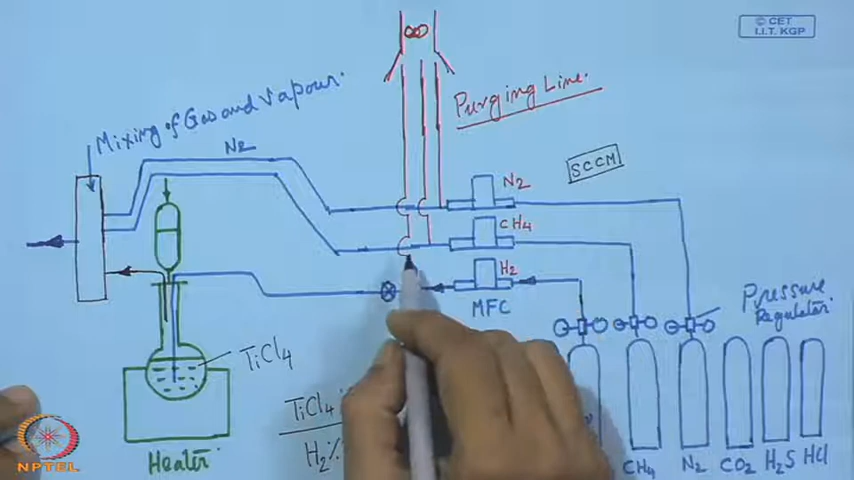 © CET
I.I.T. KGP
Mixing of Gas and Vapour.
Purging Line.
N2
SCCM
N2
CH4
H2
MFC
Pressure
Regulator
TiCl4
TiCl4
H2
Heater
CH4
N2
CO2
H2S
HCl
NPTEL